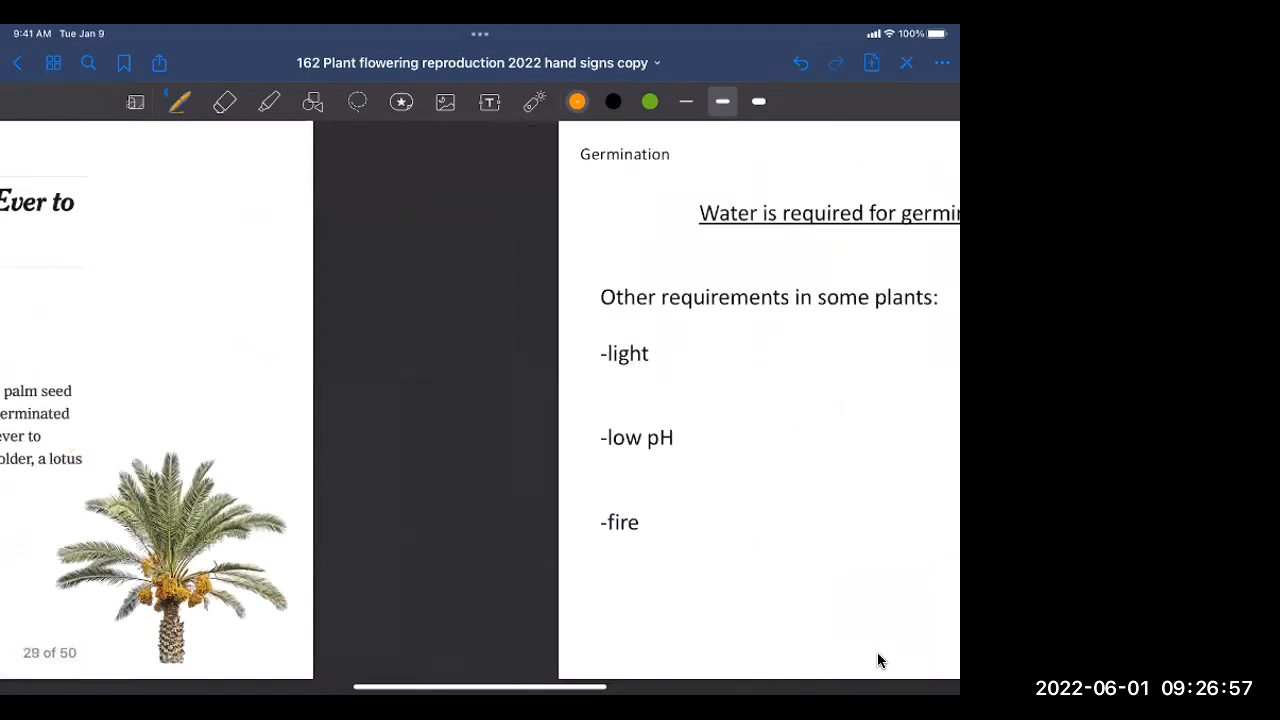 9:41 AM Tue Jan 9
100%
162 Plant flowering reproduction 2022 hand signs copy
Ever to
palm seed
erminated
ever to
older, a lotus
29 of 50
Germination
Water is required for germin
Other requirements in some plants:
-light
-low pH
-fire
2022-06-01 09:26:57